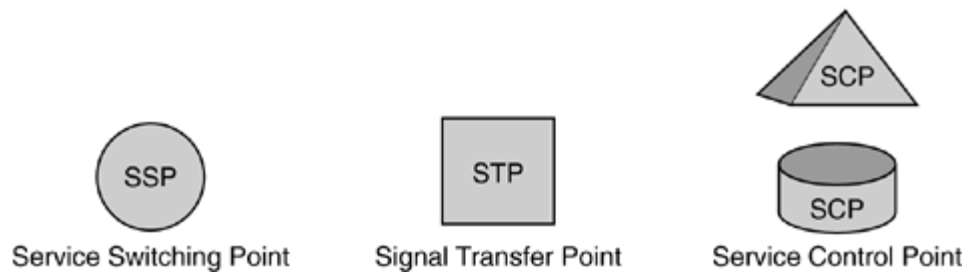 SCP
SSP
STP
SCP
Service Switching Point
Signal Transfer Point
Service Control Point